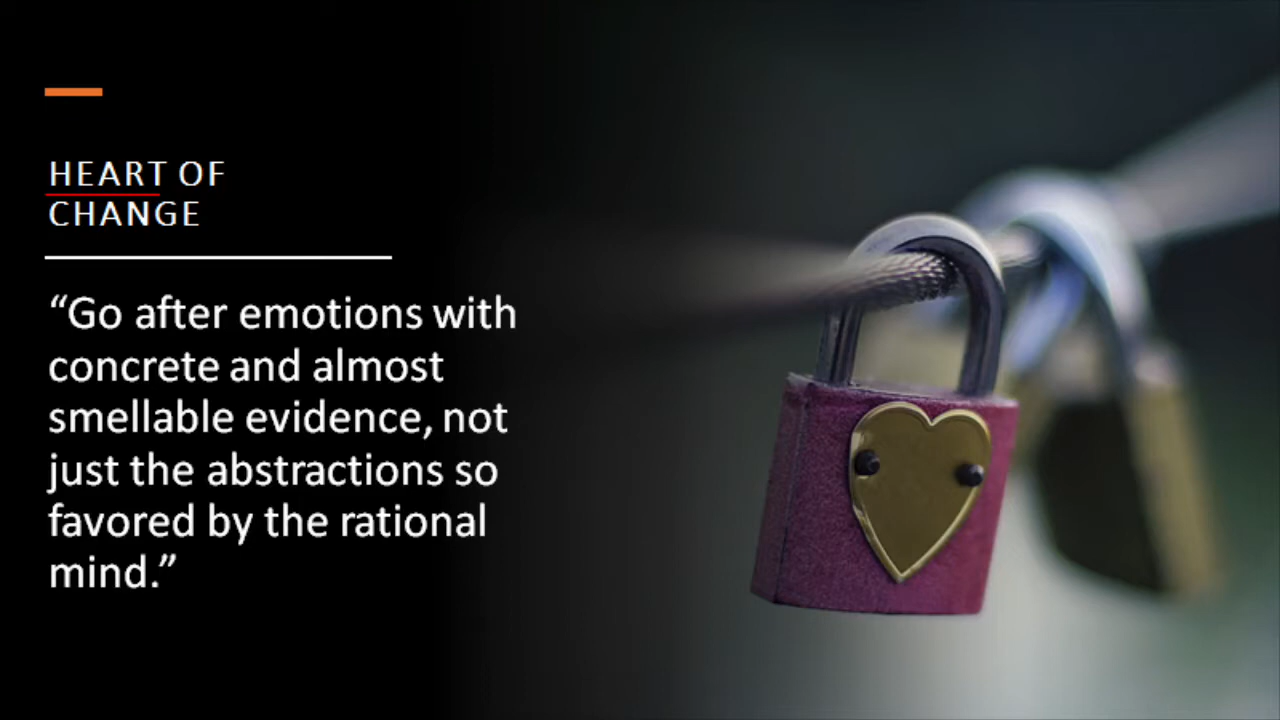 HEART OF
CHANGE
“Go after emotions with
concrete and almost
smellable evidence, not
just the abstractions so
favored by the rational
mind.”